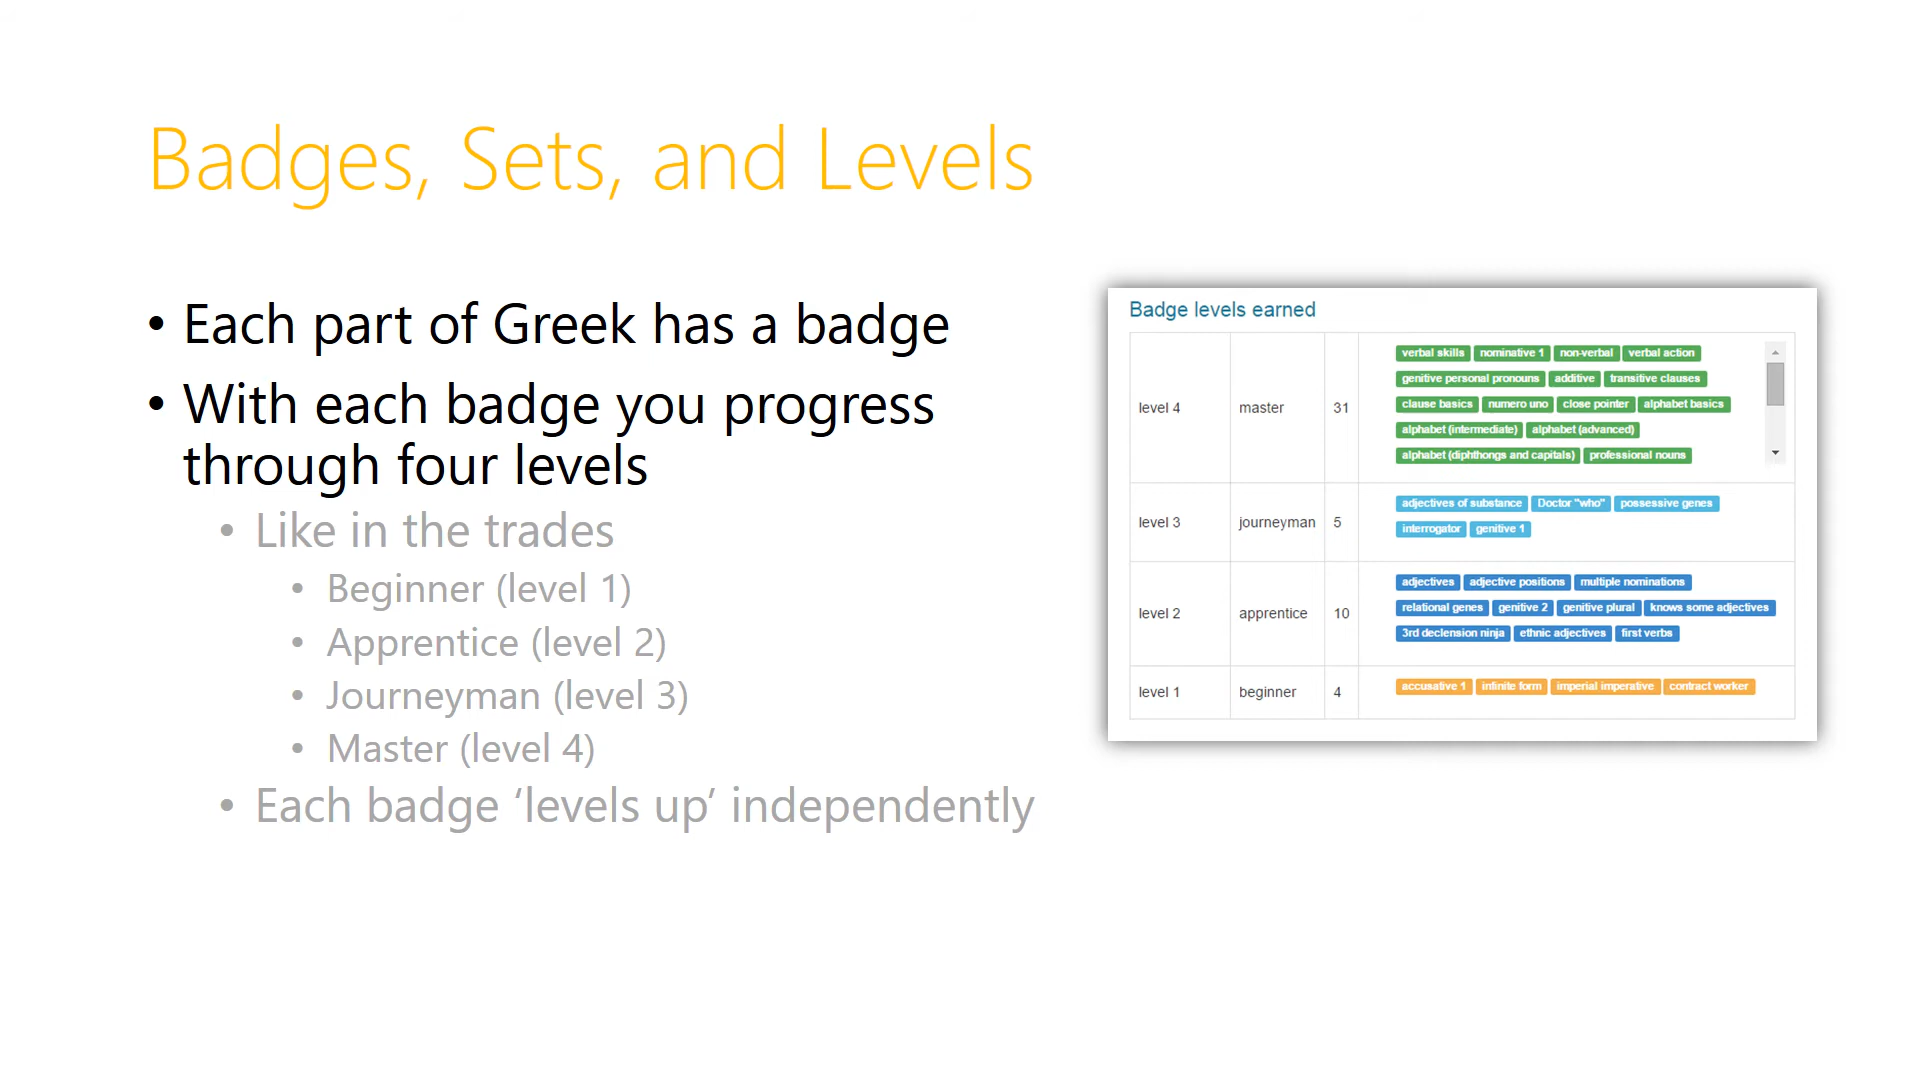 Badges, Sets, and Levels
• Each part of Greek has a badge
• With each badge you progress
through four levels
• Like in the trades
• Beginner (level 1)
• Apprentice (level 2)
• Journeyman (level 3)
• Master (level 4)
• Each badge ‘levels up’ independently
Badge levels earned
level 4 master 31
verbal skills nominative 1 non-verbal verbal action
genitive personal pronouns additive transitive clauses
clause basics numero uno close pointer alphabet basics
alphabet (intermediate) alphabet (advanced)
alphabet (diphthongs and capitals) professional nouns
level 3 journeyman 5
adjectives of substance Doctor "who" possessive genes
interrogator genitive 1
level 2 apprentice 10
adjectives adjective positions multiple nominations
relational genes genitive 2 genitive plural knows some adjectives
3rd declension ninja ethnic adjectives first verbs
level 1 beginner 4
accusative 1 infinite form imperial imperative contract worker